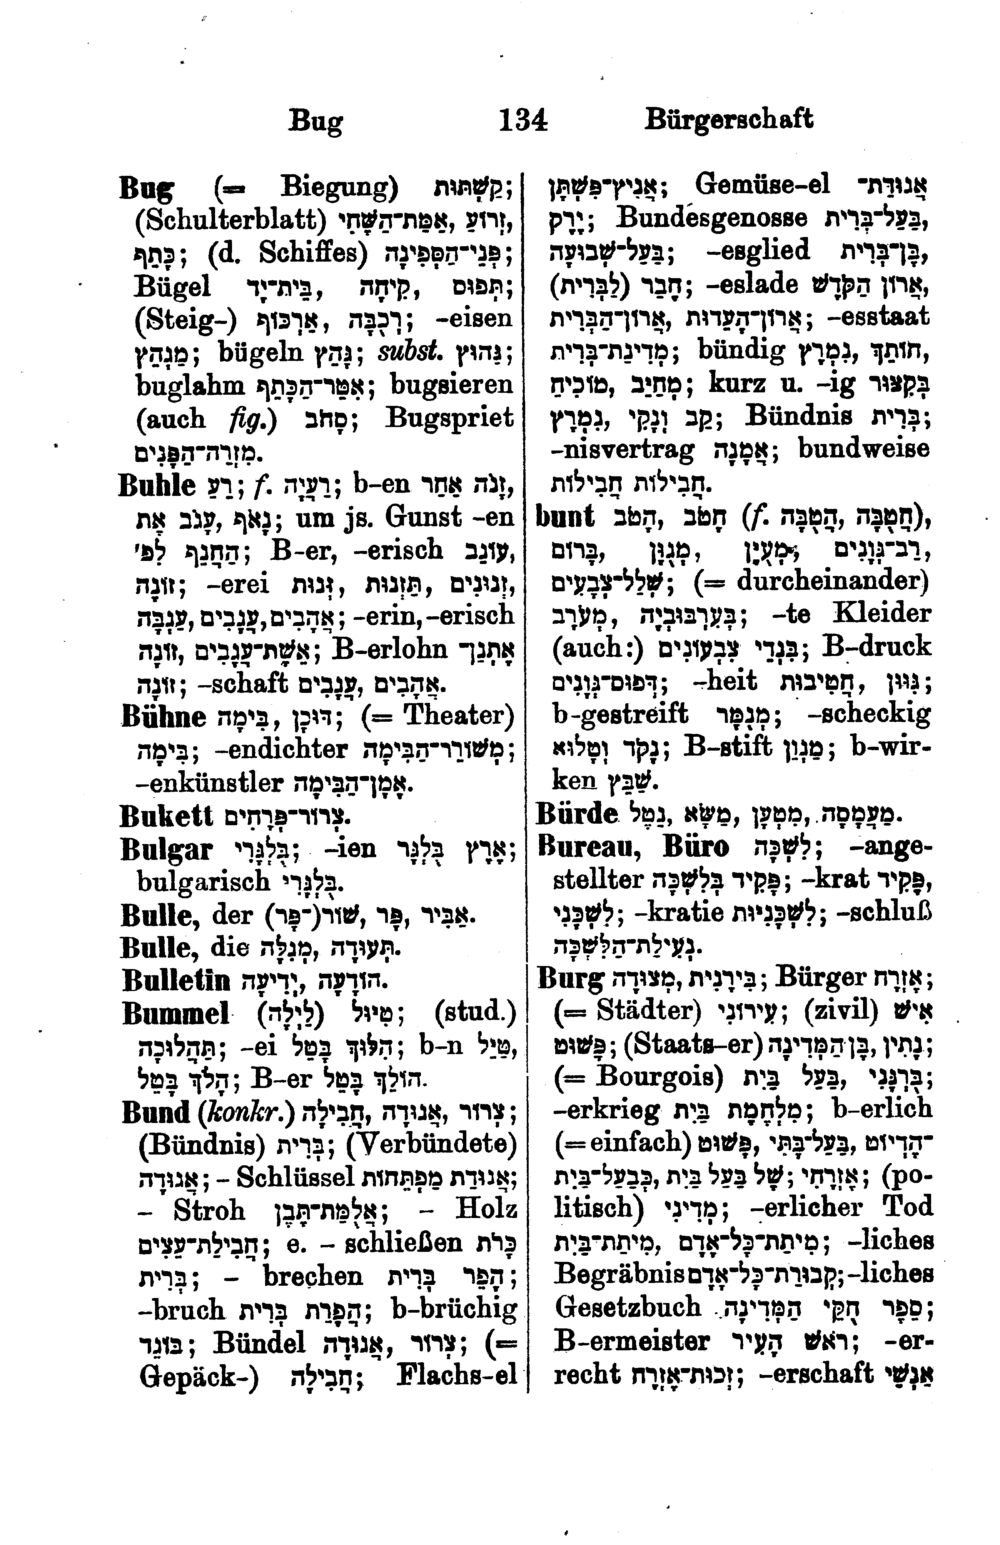 Bug 134 Bürgerschaft
Bug (= Biegung) קַשְׁתּוּת;
(Schulterblatt) זְרוֹעַ, אַמַּת־הַשֶּׁחִי,
כָּתֵף; (d. Schiffes) פְּנֵי־הַסְּפִינָה;
Bügel תְּפוּס, קִיחָה, בֵּית־יָד,
(Steig-) רְכֻבָּה, אַרְכּוֹף; -eisen
מַגְהֵץ; bügeln גָּהַץ; subst. גִּהוּץ;
buglahm אִטֵּר־הַכָּתֵף; bugsieren
(auch fig.) סָחֹב; Bugspriet
מִזְרֵה־הַפָּנִים.
Buhle רֵעַ; f. רַעְיָה; b-en זָנֹה אַחַר,
נָאֹף, עָגֹב אֶת; um js. Gunst -en
הִתְחַנֵּף לִפ׳; B-er, -erisch עוֹגֵב,
זוֹנֶה; -erei זְנוּנִים, תַּזְנוּת, זְנוּת,
אֲהָבִים, עֲגָבִים, עֲגָבָה; -erin, -erisch
אֵשֶׁת־עֲגָבִים, זוֹנָה; B-erlohn אֶתְנַן־
זוֹנָה; -schaft אֲהָבִים, עֲגָבִים.
Bühne דּוּכָן, בִּימָה; (= Theater)
בִּימָה; -endichter מְשׁוֹרֵר־הַבִּימָה;
-enkünstler אָמַן־הַבִּימָה.
Bukett צְרוֹר־פְּרָחִים.
Bulgar בֻּלְגָּרִי; -ien אֶרֶץ בֻּלְגָּר;
bulgarisch בֻּלְגָּרִי.
Bulle, der אַבִּיר, פָּר, שׁוֹר(־פָּר).
Bulle, die תְּעוּדָה, מְגִלָּה.
Bulletin הוֹדָעָה, יְדִיעָה.
Bummel טִיּוּל (לַיְלָה); (stud.)
תַּהֲלוּכָה; -ei הִלּוּךְ בָּטֵל; b-n טַיֵּל,
הָלֹךְ בָּטֵל; B-er הוֹלֵךְ בָּטֵל.
Bund (konkr.) צְרוֹר, אֲגוּדָה, חֲבִילָה;
(Bündnis) בְּרִית; (Verbündete)
אֲגוּדָה; - Schlüssel אֲגוּדַת מַפְתְּחוֹת;
- Stroh אֲלֻמַּת־תֶּבֶן; - Holz
חֲבִילַת־עֵצִים; e. - schließen כָּרֹת
בְּרִית; - brechen הָפֵר בְּרִית;
-bruch הֲפָרַת בְּרִית; b-brüchig
בּוֹגֵד; Bündel צְרוֹר, אֲגוּדָה; (=
Gepäck-) חֲבִילָה; Flachs-el
אֲנִיץ־פִּשְׁתָּן; Gemüse-el אֲגוּדַּת־
יָרָק; Bundesgenosse בַּעַל־בְּרִית,
בַּעַל־שְׁבוּעָה; -esglied בֶּן־בְּרִית,
חָבֵר (לַבְּרִית); -eslade אֲרוֹן הַקֹּדֶשׁ,
אֲרוֹן־הָעֵדוּת, אֲרוֹן־הַבְּרִית; -esstaat
מְדִינַת־בְּרִית; bündig חוֹתֵךְ, נִמְרָץ,
מוֹכִיחַ, מְחַיֵּב; kurz u. -ig בְּקִצּוּר
נִמְרָץ, קַב וְנָקִי; Bündnis בְּרִית;
-nisvertrag אֲמָנָה; bundweise
חֲבִילוֹת חֲבִילוֹת.
bunt חָטֹב, הָטֹב (f. חֲטֻבָּה, הֲטֻבָּה),
רַב־גְּוָנִים, מְעֻיָּן, מְגֻוָּן, בָּרוֹם
שְׁלַל־צְבָעִים; (= durcheinander)
מְעֹרָב, בְּעִרְבּוּבְיָה; -te Kleider
(auch:) בִּגְדֵי צִבְעוֹנִים; B-druck
דְּפוּס־גְּוָנִים; -heit גִּוּוּן, חֲטִיבוּת;
b-gestreift מְנֻמָּר; -scheckig
נָקֹד וְטָלוּא; B-stift מַגְוֵן; b-wir-
ken שַׁבֵּץ.
Bürde מַעֲמָסָה, מִטְעָן, מַשָּׂא, נֵטֶל.
Bureau, Büro לִשְׁכָּה; -ange-
stellter פְּקִיד בְּלִשְׁכָּה; -krat פָּקִיד,
לִשְׁכָּנִי; -kratie לִשְׁכָּנִיּוּת; -schluß
נְעִילַת־הַלִּשְׁכָּה.
Burg בִּירָנִית, מְצוּדָה; Bürger אֶזְרָח;
(= Städter) עִירוֹנִי; (zivil) אִישׁ
פָּשׁוּט; (Staats-er) נָתִין, בֶּן־הַמְּדִינָה;
(= Bourgois) בֻּרְגָּנִי, בַּעַל בַּיִת;
-erkrieg מִלְחֶמֶת בַּיִת; b-erlich
(= einfach) פָּשׁוּט, בַּעַל־בָּתִּי, הֶדְיוֹט־
אֶזְרָחִי; שֶׁל בַּעַל בַּיִת, כְּבַעַל־בַּיִת; (po-
litisch) מְדִינִי; -erlicher Tod
מִיתַת־כָּל־אָדָם, מִיתַת־בַּיִת; -liches
Begräbnis קְבוּרַת־כָּל־אָדָם; -liches
Gesetzbuch סֵפֶר חֻקֵּי הַמְּדִינָה;
B-ermeister רֹאשׁ הָעִיר; -er-
recht זְכוּת־אֶזְרָח; -erschaft אַנְשֵׁי